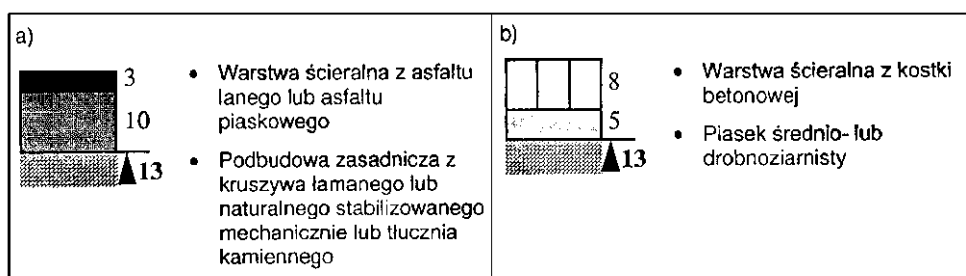 a)
3
10
13
• Warstwa ścieralna z asfaltu
lanego lub asfaltu
piaskowego
• Podbudowa zasadnicza z
kruszywa łamanego lub
naturalnego stabilizowanego
mechanicznie lub tłucznia
kamiennego
b)
8
5
13
• Warstwa ścieralna z kostki
betonowej
• Piasek średnio- lub
drobnoziarnisty